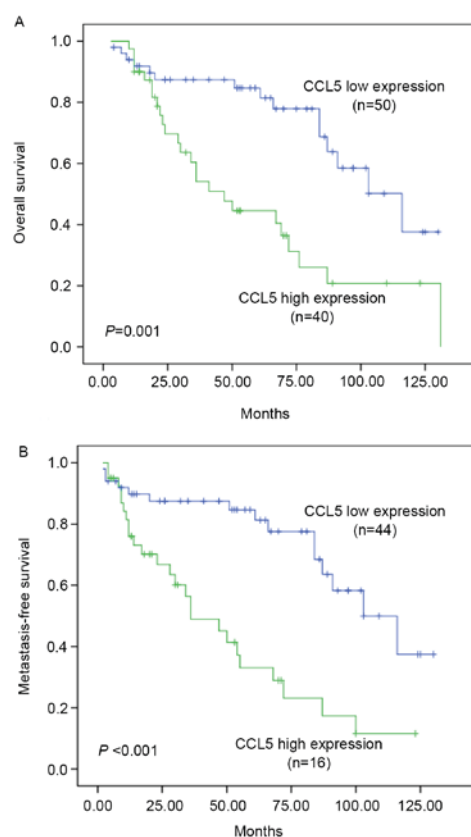 A
1.0
0.8
0.6
0.4
0.2
0.0
Overall survival
CCL5 low expression
(n=50)
CCL5 high expression
(n=40)
P=0.001
0.00 25.00 50.00 75.00 100.00 125.00
Months
B
1.0
0.8
0.6
0.4
0.2
0.0
Metastasis-free survival
CCL5 low expression
(n=44)
CCL5 high expression
(n=16)
P <0.001
0.00 25.00 50.00 75.00 100.00 125.00
Months